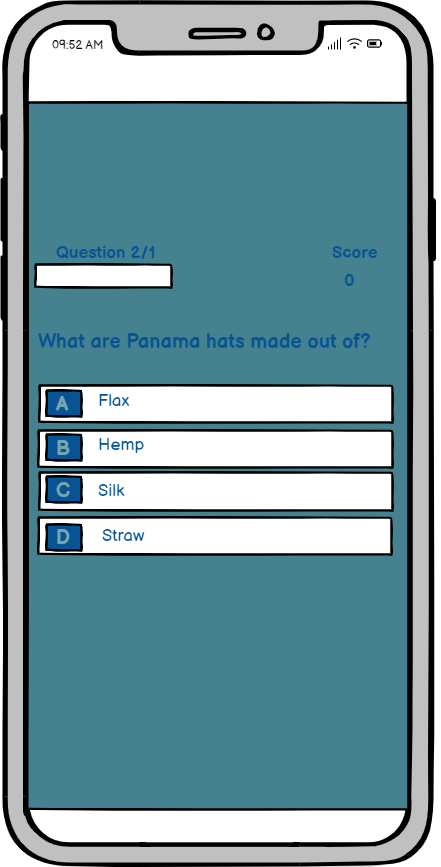 09:52 AM
Question 2/1
Score
0
What are Panama hats made out of?
A Flax
B Hemp
C Silk
D Straw